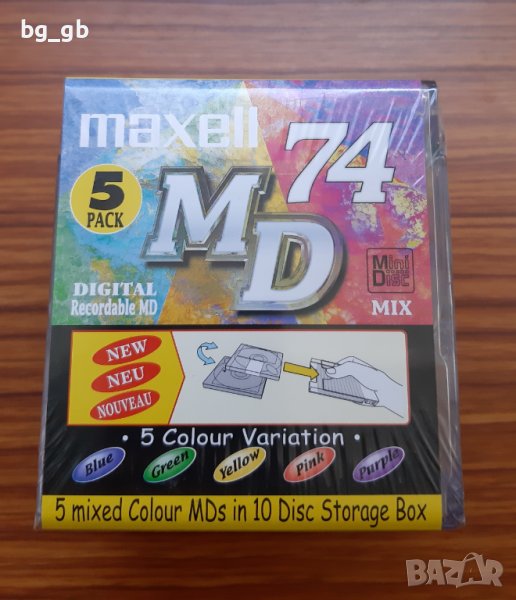 bg_gb
maxell
74
5
PACK
MD
DIGITAL
Recordable MD
Mini
Disc
MIX
NEW
NEU
NOUVEAU
• 5 Colour Variation •
Blue Green Yellow Pink Purple
5 mixed Colour MDs in 10 Disc Storage Box
BAZAR